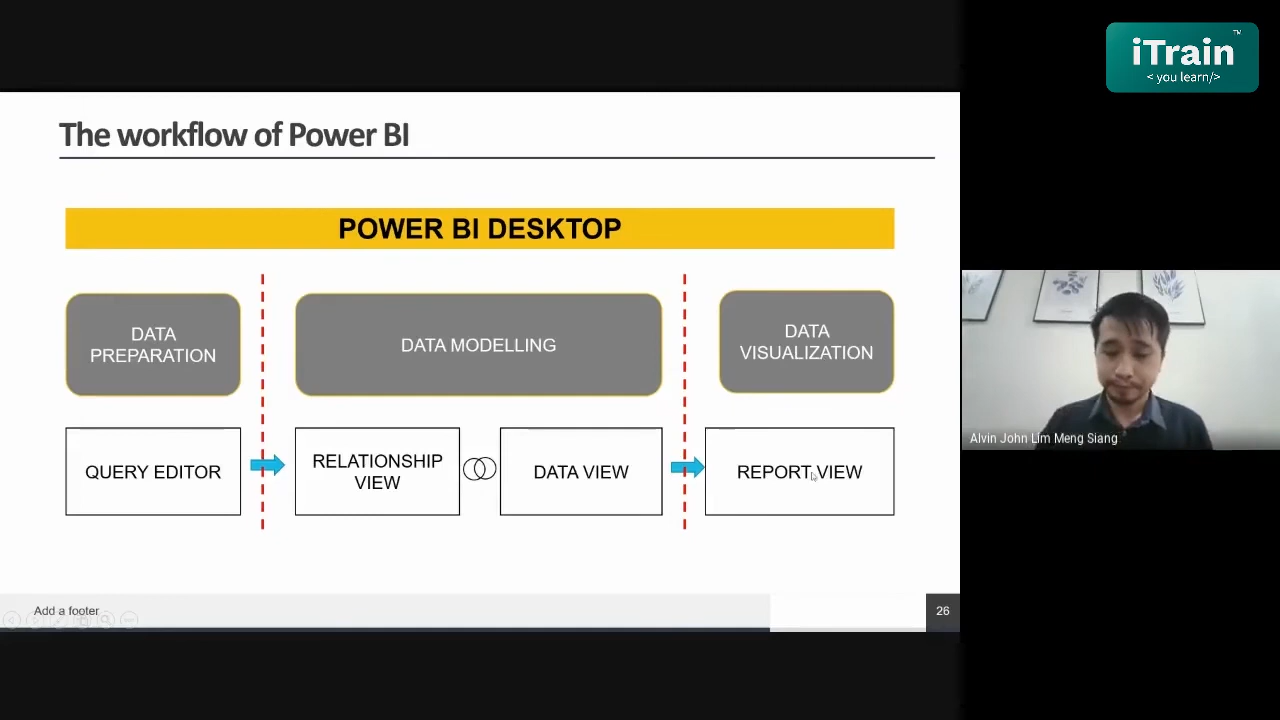 iTrain™
< you learn/>
The workflow of Power BI
POWER BI DESKTOP
DATA
PREPARATION
DATA MODELLING
DATA
VISUALIZATION
QUERY EDITOR
RELATIONSHIP
VIEW
DATA VIEW
REPORT VIEW
Alvin John Lim Meng Siang
Add a footer
26